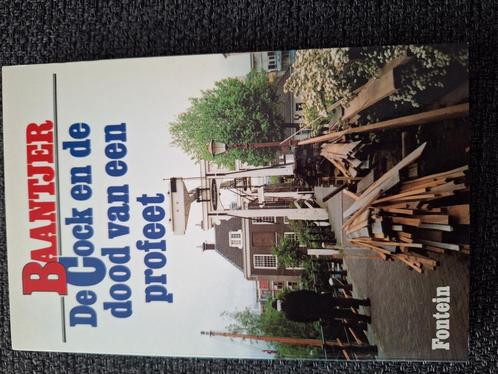 BAANTJER
De Cock en de
dood van een
profeet
Fontein